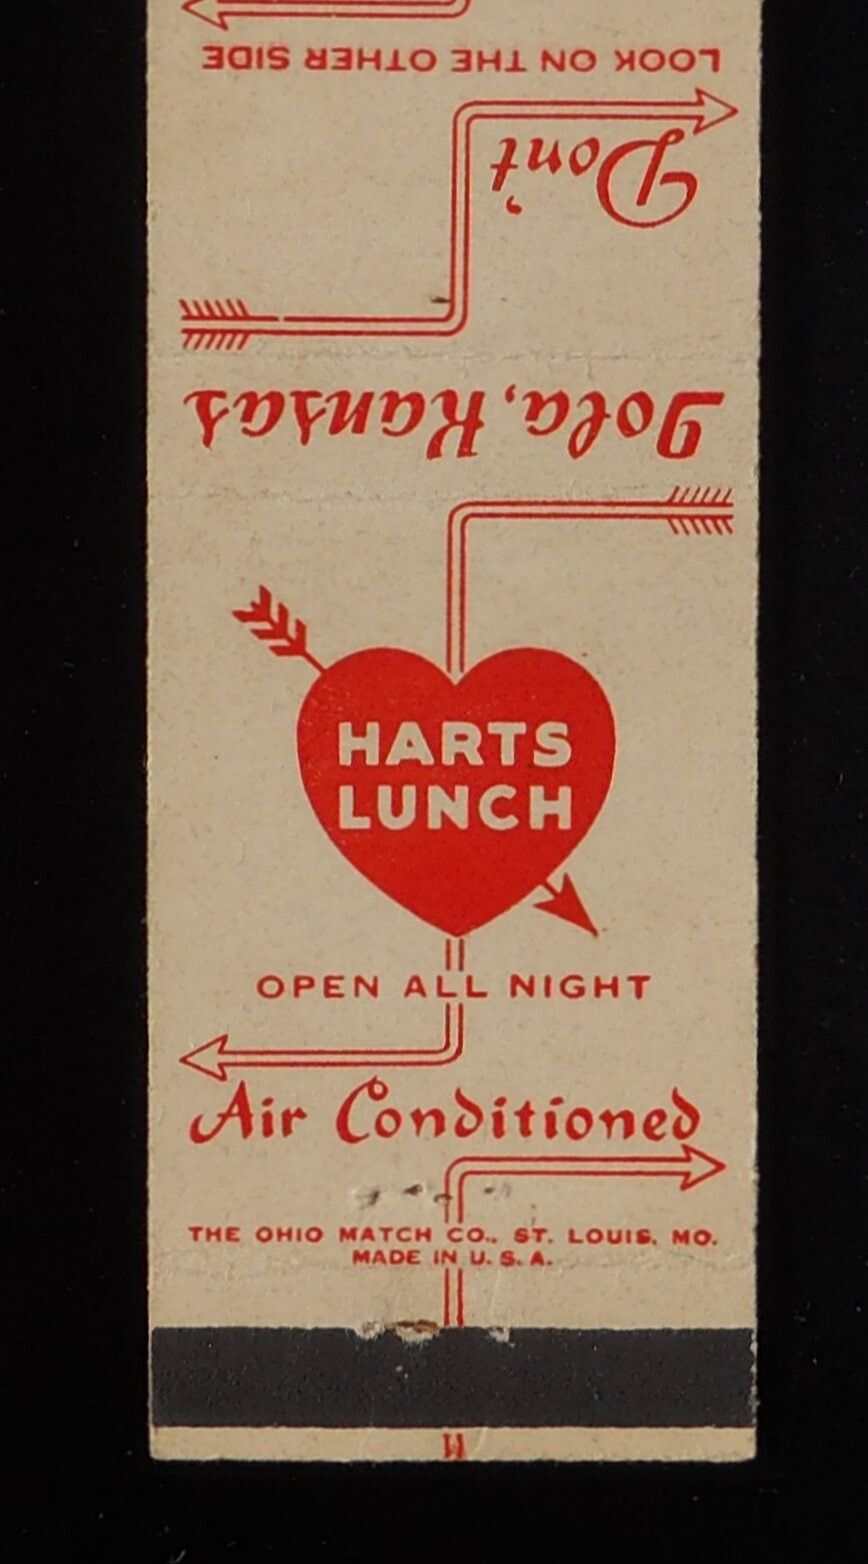 LOOK ON THE OTHER SIDE
Don't
Iola, Kansas
HARTS
LUNCH
OPEN ALL NIGHT
Air Conditioned
THE OHIO MATCH CO., ST. LOUIS, MO.
MADE IN U.S.A.